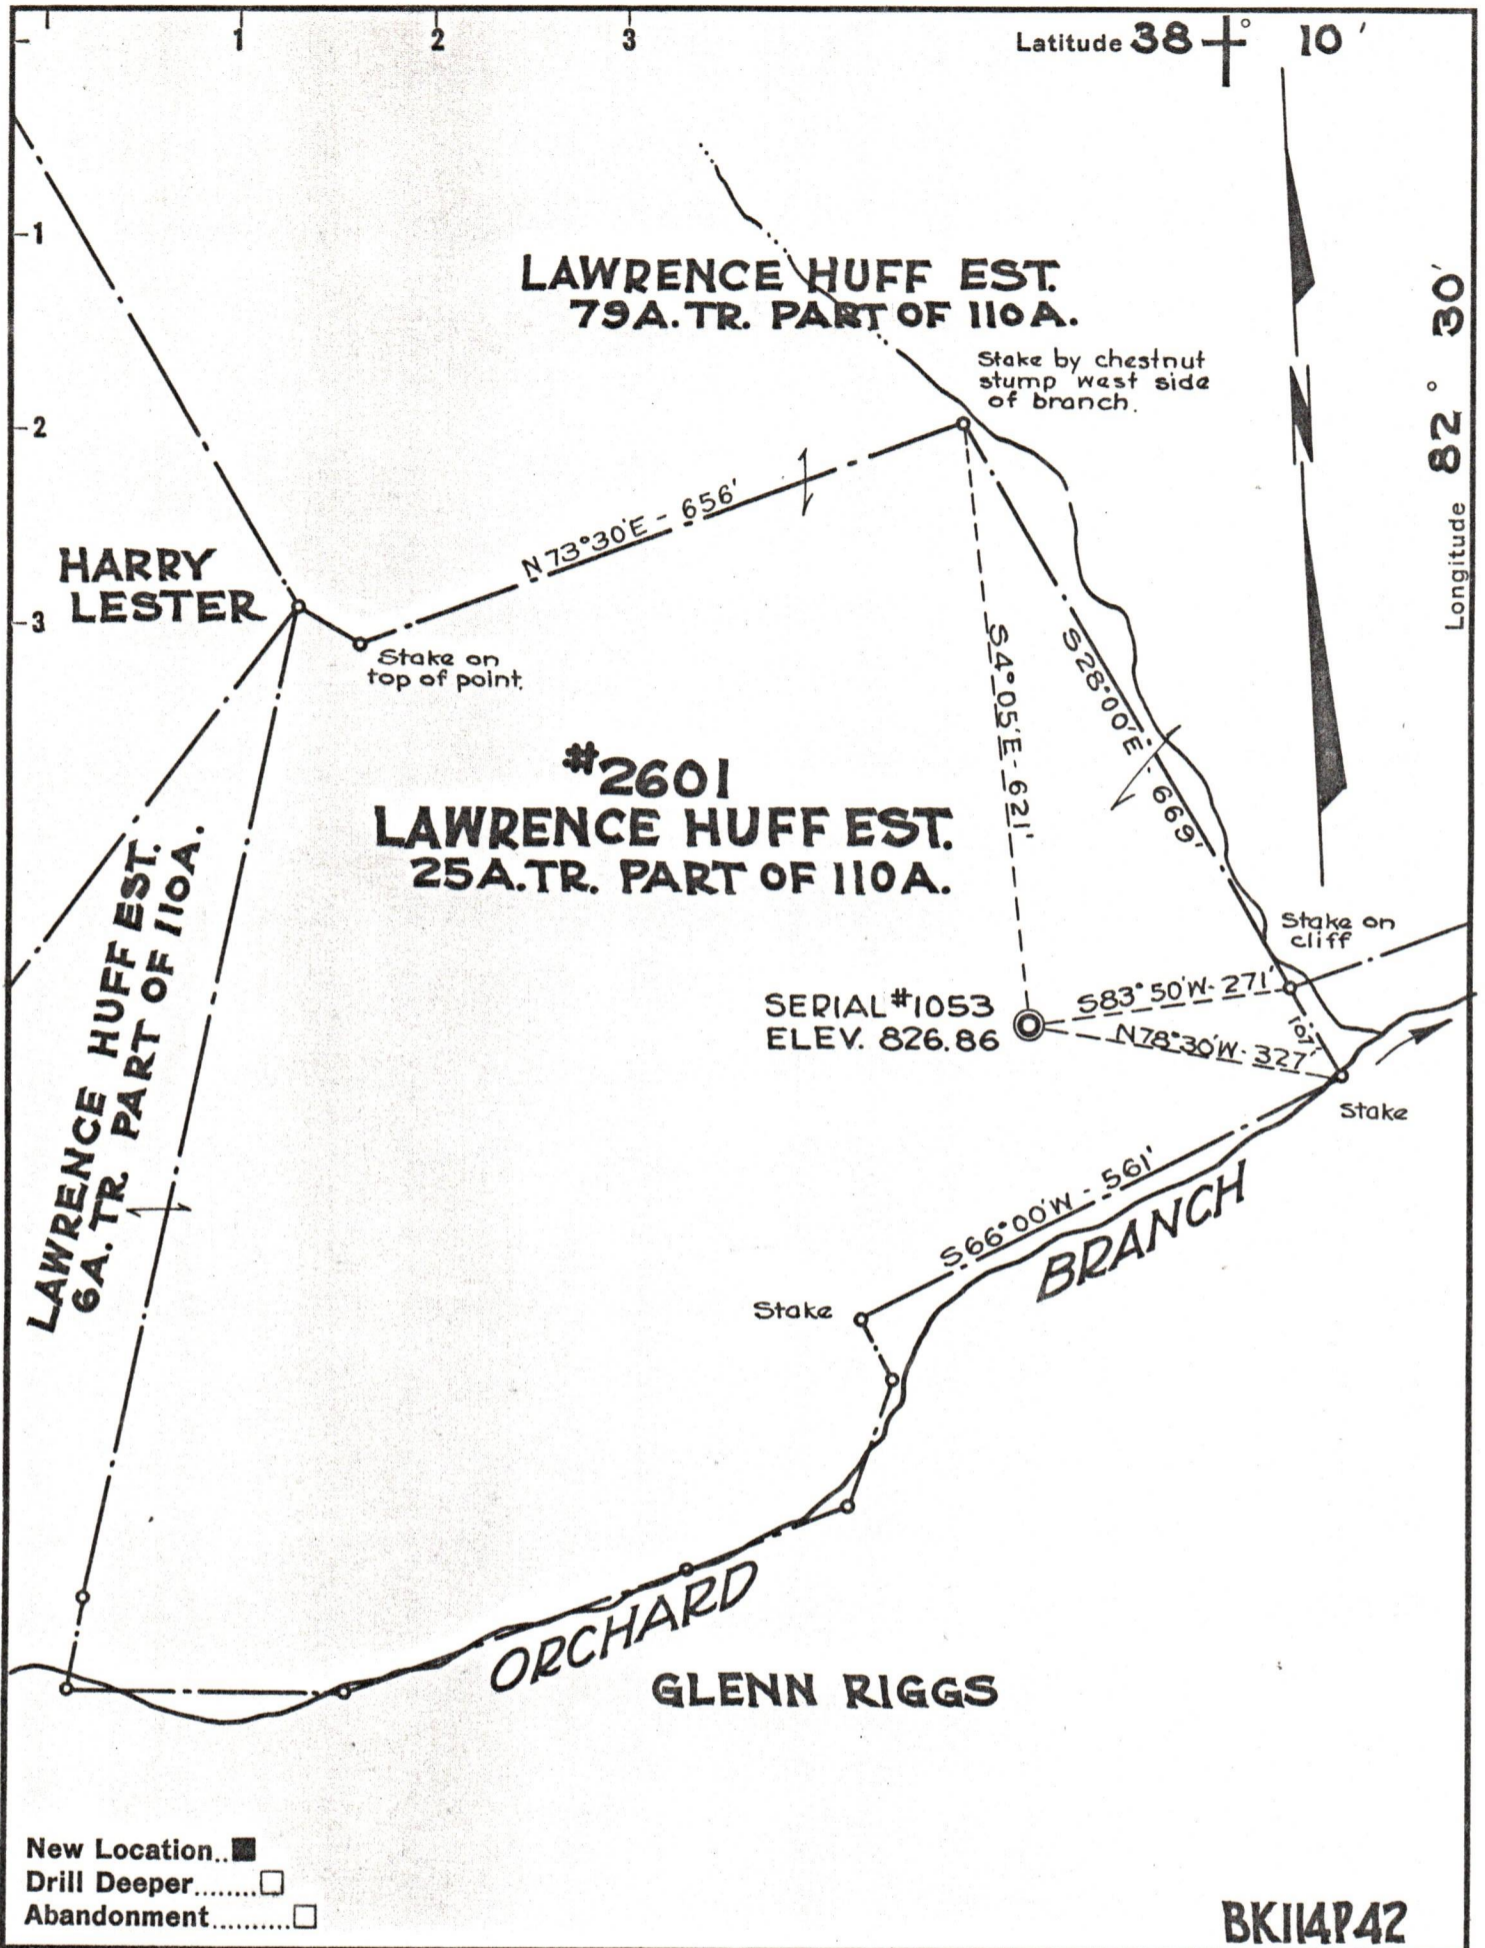 1 2 3
Latitude 38° 10'
-1
-2
-3
Longitude 82° 30'
LAWRENCE HUFF EST.
79A.TR. PART OF 110A.
Stake by chestnut
stump west side
of branch.
N
N 73°30'E - 656'
HARRY
LESTER
Stake on
top of point.
S4°05'E - 621'
S28°00'E - 669'
#2601
LAWRENCE HUFF EST.
25A.TR. PART OF 110A.
LAWRENCE HUFF EST.
6A. TR. PART OF 110A.
Stake on
cliff
SERIAL #1053
ELEV. 826.86
S83°50'W - 271'
N78°30'W - 327'
107'
Stake
S66°00'W - 561'
Stake
ORCHARD BRANCH
GLENN RIGGS
New Location..■
Drill Deeper........□
Abandonment..........□
BK114P42